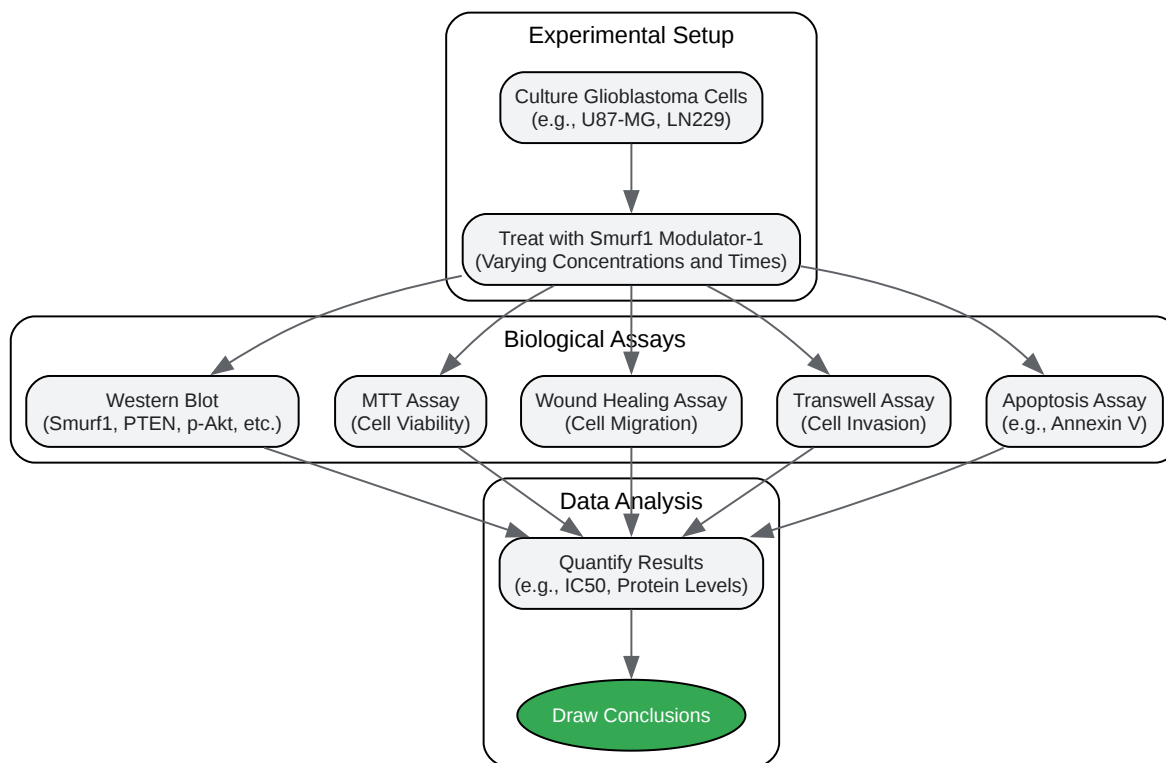 Experimental Setup
Culture Glioblastoma Cells
(e.g., U87-MG, LN229)
Treat with Smurf1 Modulator-1
(Varying Concentrations and Times)
Biological Assays
Western Blot
(Smurf1, PTEN, p-Akt, etc.)
MTT Assay
(Cell Viability)
Wound Healing Assay
(Cell Migration)
Transwell Assay
(Cell Invasion)
Apoptosis Assay
(e.g., Annexin V)
Data Analysis
Quantify Results
(e.g., IC50, Protein Levels)
Draw Conclusions